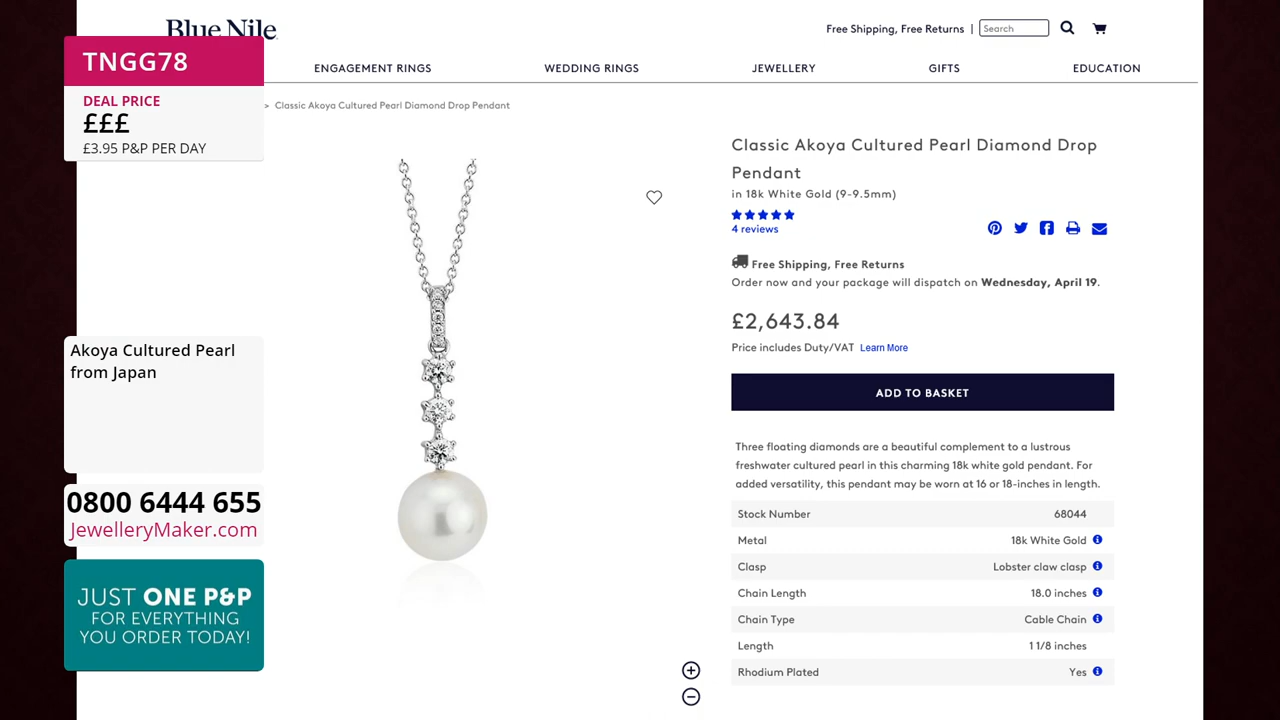 Blue Nile
Free Shipping, Free Returns |
Search
TNGG78
DEAL PRICE
£££
£3.95 P&P PER DAY
ENGAGEMENT RINGS
WEDDING RINGS
JEWELLERY
GIFTS
EDUCATION
> Classic Akoya Cultured Pearl Diamond Drop Pendant
Classic Akoya Cultured Pearl Diamond Drop
Pendant
in 18k White Gold (9-9.5mm)
4 reviews
Free Shipping, Free Returns
Order now and your package will dispatch on Wednesday, April 19.
£2,643.84
Price includes Duty/VAT Learn More
ADD TO BASKET
Three floating diamonds are a beautiful complement to a lustrous
freshwater cultured pearl in this charming 18k white gold pendant. For
added versatility, this pendant may be worn at 16 or 18-inches in length.
Stock Number 68044
Metal 18k White Gold
Clasp Lobster claw clasp
Chain Length 18.0 inches
Chain Type Cable Chain
Length 1 1/8 inches
Rhodium Plated Yes
Akoya Cultured Pearl
from Japan
0800 6444 655
JewelleryMaker.com
JUST ONE P&P
FOR EVERYTHING
YOU ORDER TODAY!